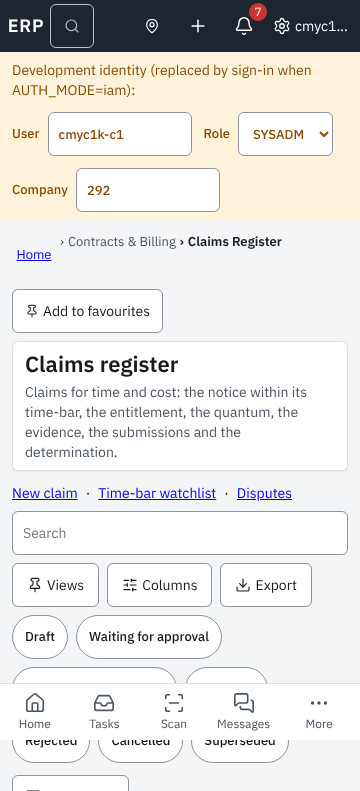 ERP
7
cmyc1...
Development identity (replaced by sign-in when
AUTH_MODE=iam):
User cmyc1k-c1 Role SYSADM
Company 292
Home › Contracts & Billing › Claims Register
Add to favourites
Claims register
Claims for time and cost: the notice within its
time-bar, the entitlement, the quantum, the
evidence, the submissions and the
determination.
New claim · Time-bar watchlist · Disputes
Search
Views Columns Export
Draft Waiting for approval
Home Tasks Scan Messages More
Rejected Cancelled Superseded